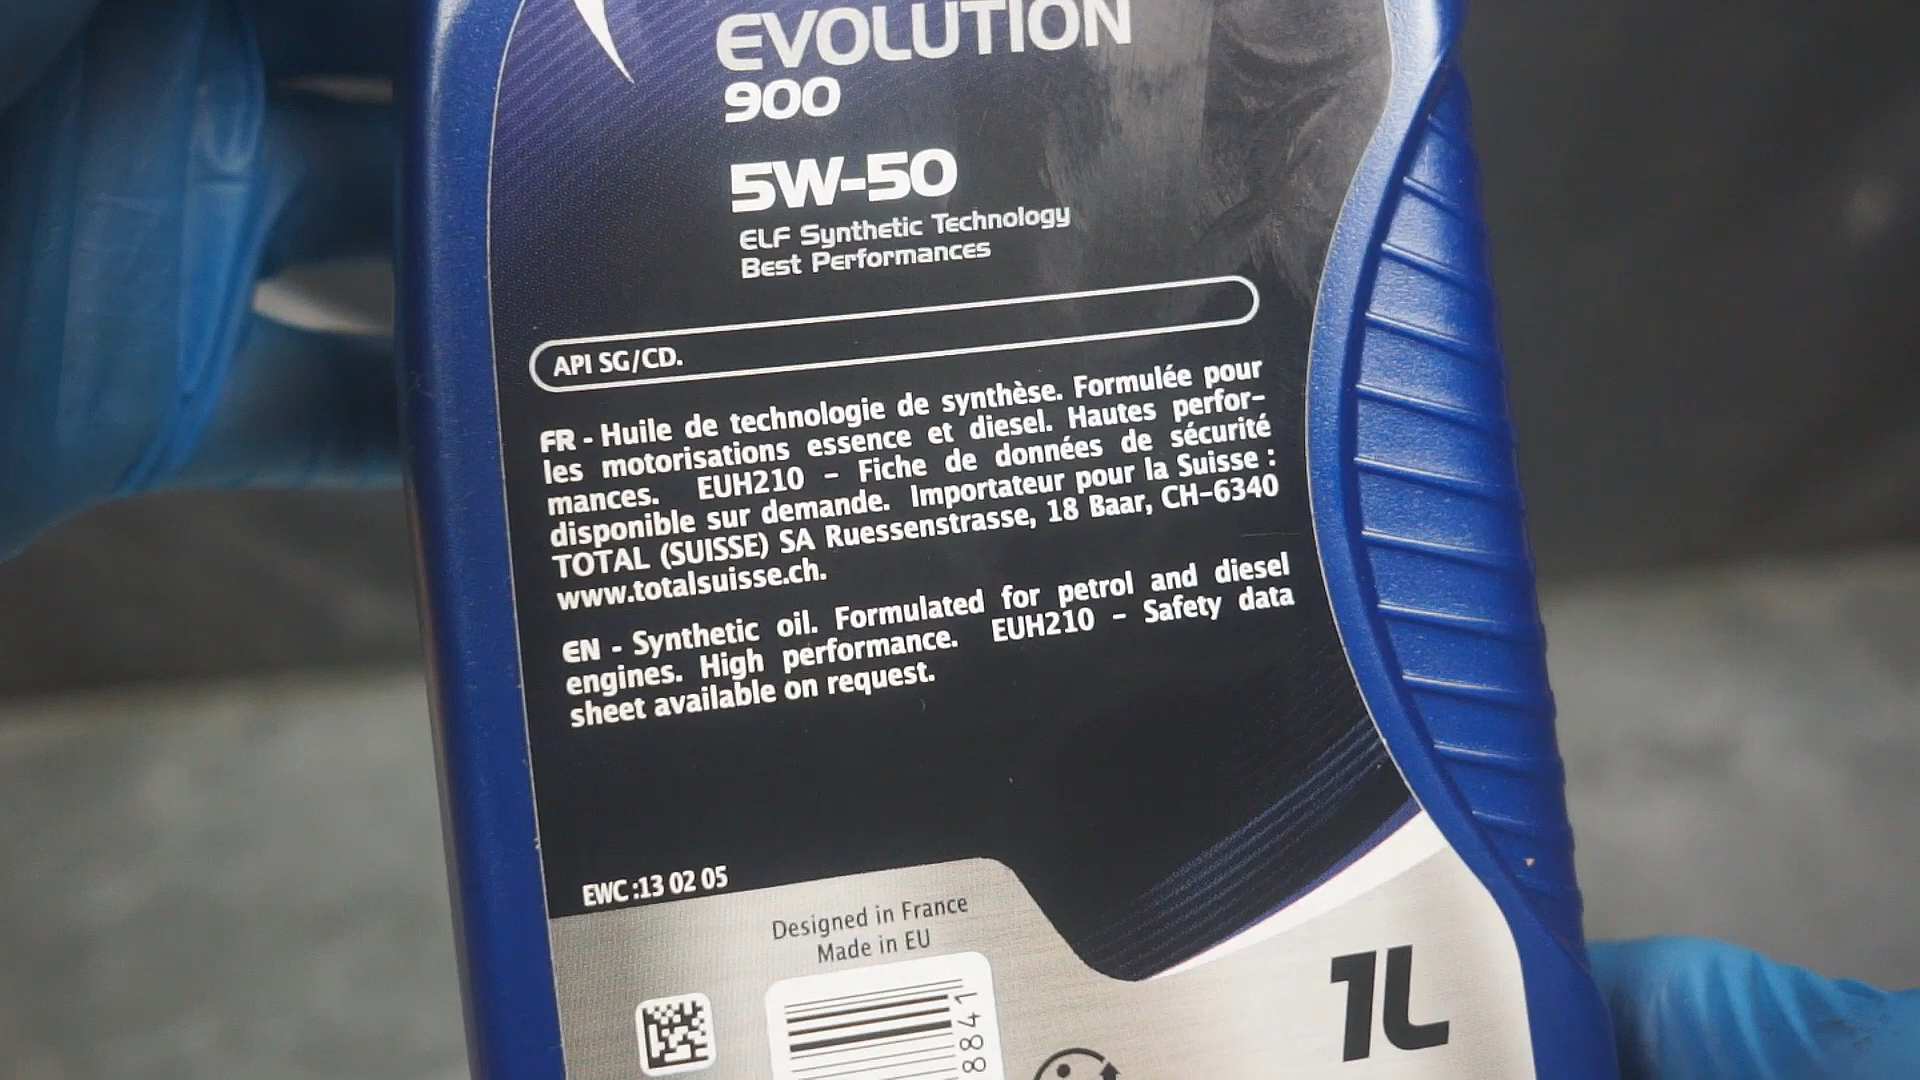 EVOLUTION
900
5W-50
ELF Synthetic Technology
Best Performances
API SG/CD.
FR - Huile de technologie de synthèse. Formulée pour
les motorisations essence et diesel. Hautes perfor-
mances. EUH210 - Fiche de données de sécurité
disponible sur demande. Importateur pour la Suisse :
TOTAL (SUISSE) SA Ruessenstrasse, 18 Baar, CH-6340
www.totalsuisse.ch.
EN - Synthetic oil. Formulated for petrol and diesel
engines. High performance. EUH210 - Safety data
sheet available on request.
EWC :13 02 05
Designed in France
Made in EU
1L